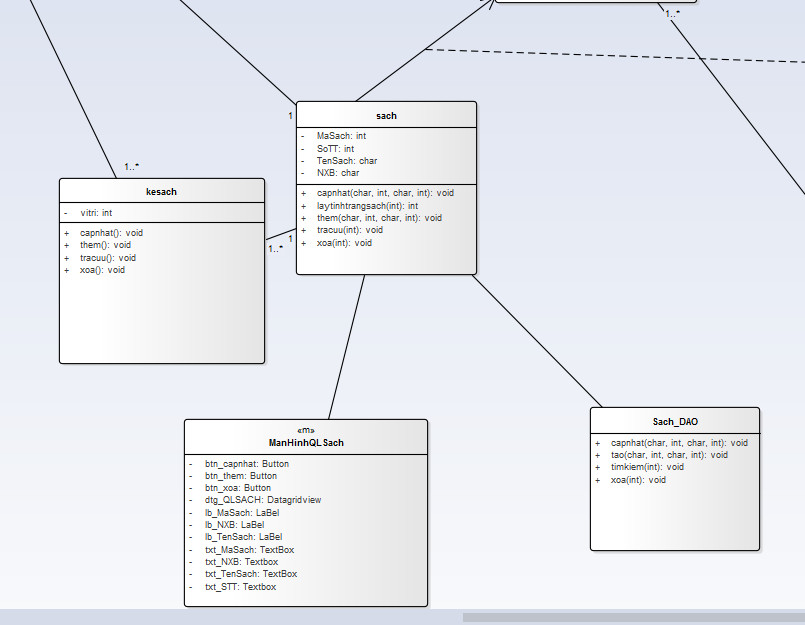 1..*
1
sach
- MaSach: int
- SoTT: int
- TenSach: char
- NXB: char
+ capnhat(char, int, char, int): void
+ laytinhtrangsach(int): int
+ them(char, int, char, int): void
+ tracuu(int): void
+ xoa(int): void
1..*
kesach
- vitri: int
+ capnhat(): void
+ them(): void
+ tracuu(): void
+ xoa(): void
1
1..*
«m»
ManHinhQLSach
- btn_capnhat: Button
- btn_them: Button
- btn_xoa: Button
- dtg_QLSACH: Datagridview
- lb_MaSach: LaBel
- lb_NXB: LaBel
- lb_TenSach: LaBel
- txt_MaSach: TextBox
- txt_NXB: Textbox
- txt_TenSach: TextBox
- txt_STT: Textbox
Sach_DAO
+ capnhat(char, int, char, int): void
+ tao(char, int, char, int): void
+ timkiem(int): void
+ xoa(int): void